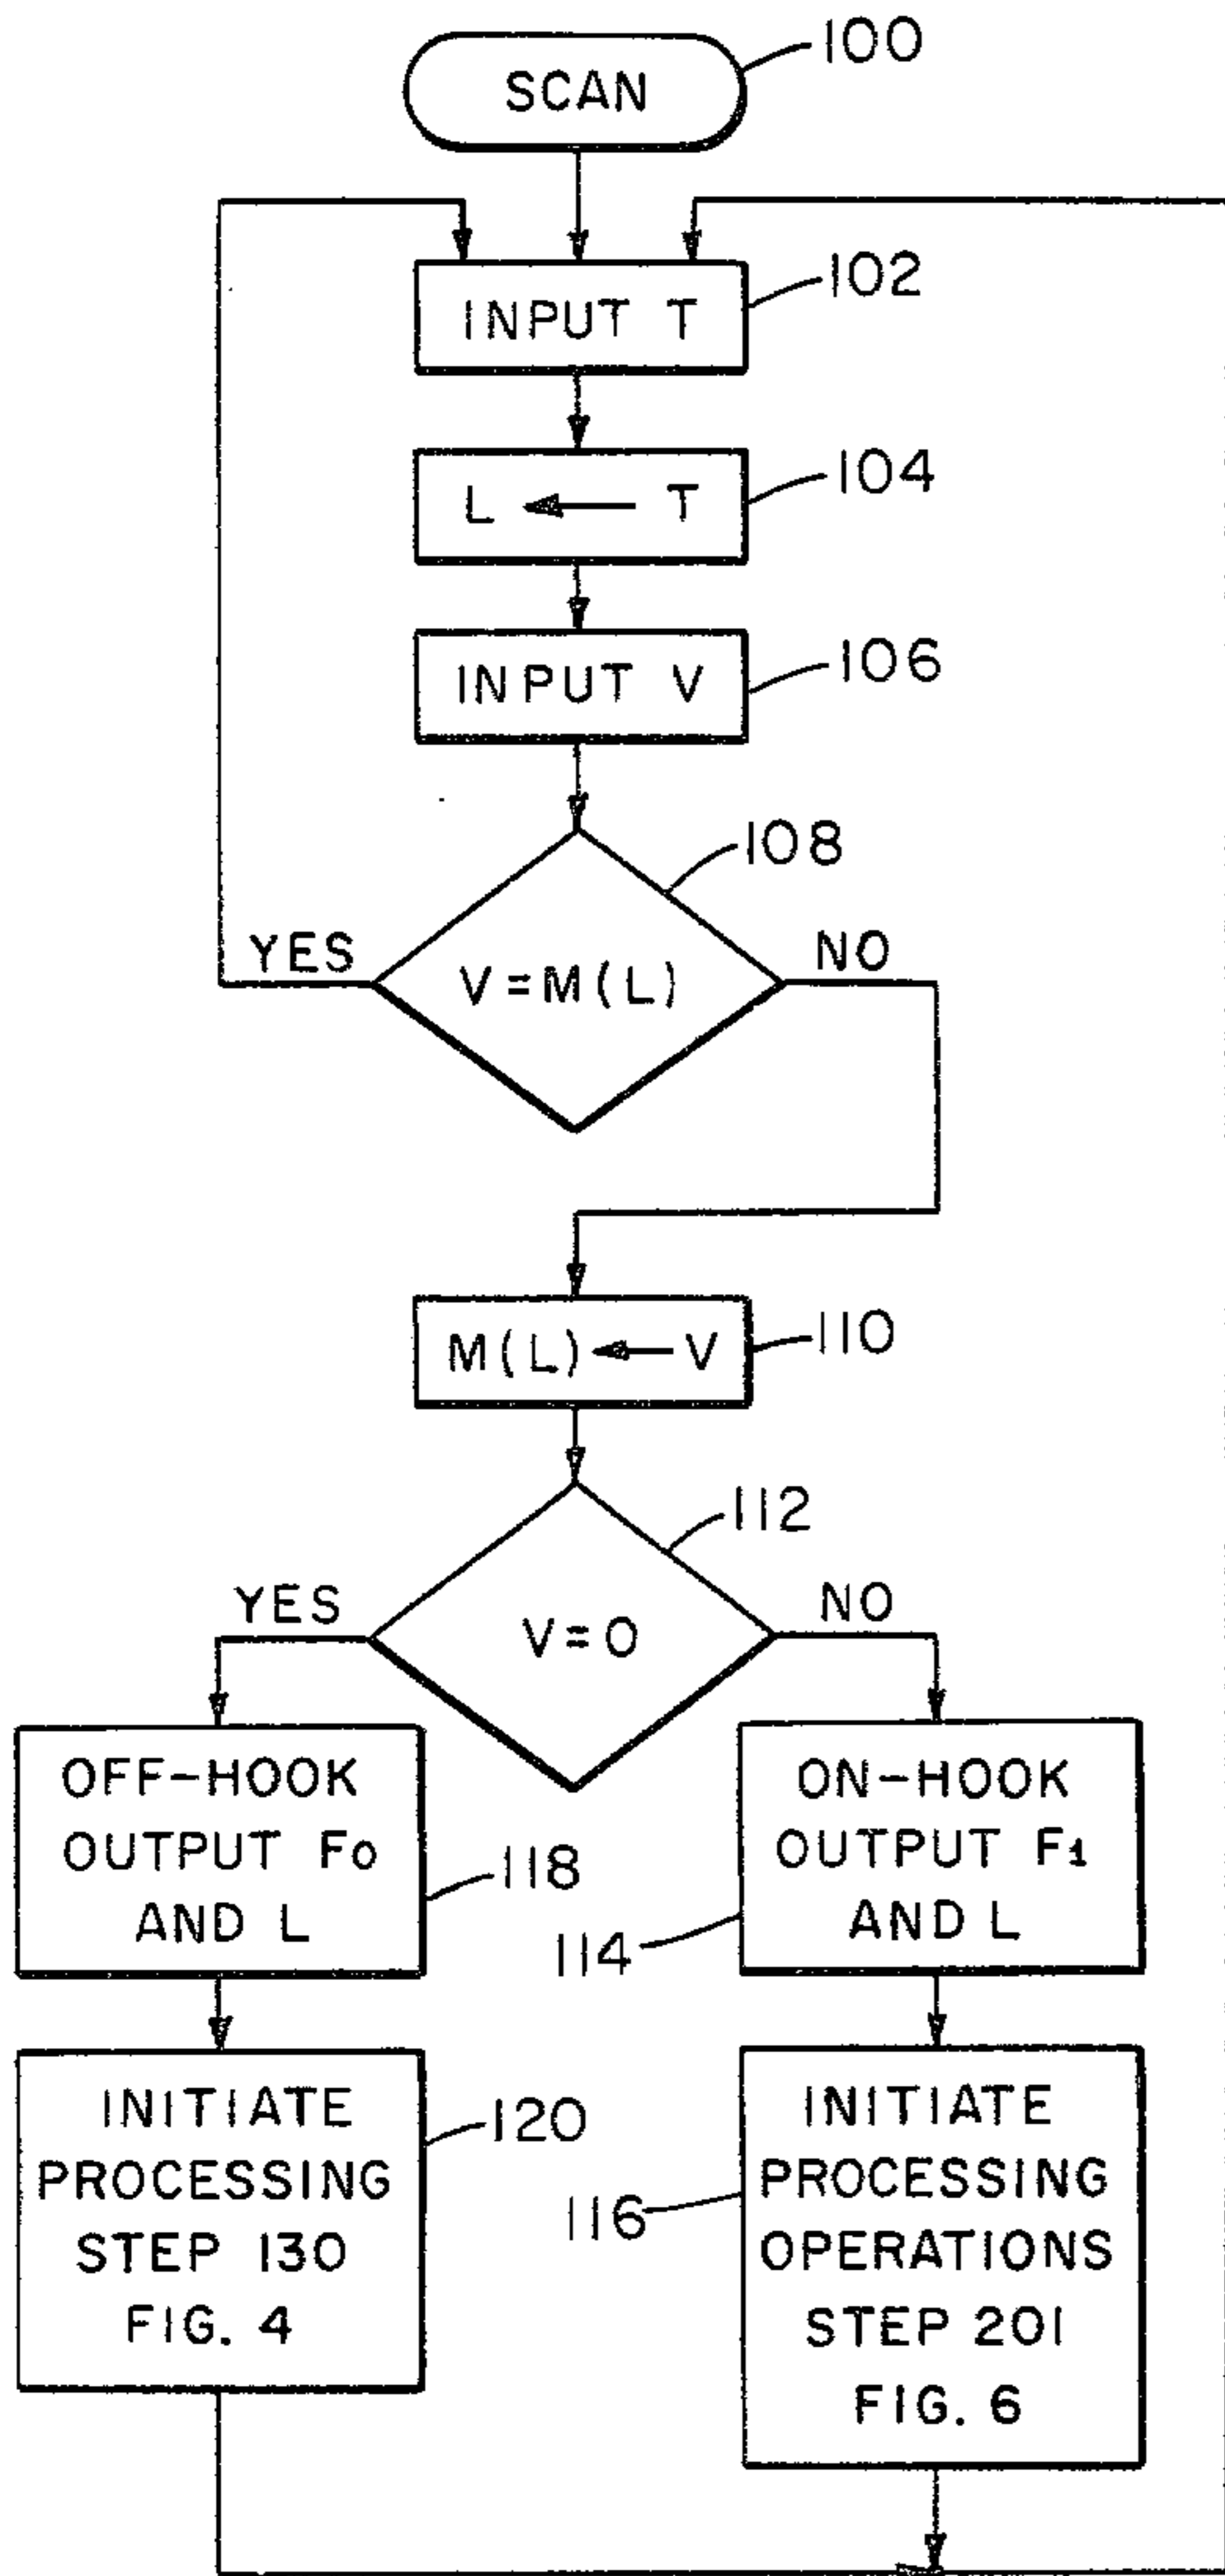 SCAN
100
INPUT T
102
L ← T
104
INPUT V
106
108
YES
V=M(L)
NO
M(L) ← V
110
112
YES
V=0
NO
OFF-HOOK
OUTPUT F0
AND L
118
ON-HOOK
OUTPUT F1
AND L
114
INITIATE
PROCESSING
STEP 130
FIG. 4
120
INITIATE
PROCESSING
OPERATIONS
STEP 201
FIG. 6
116